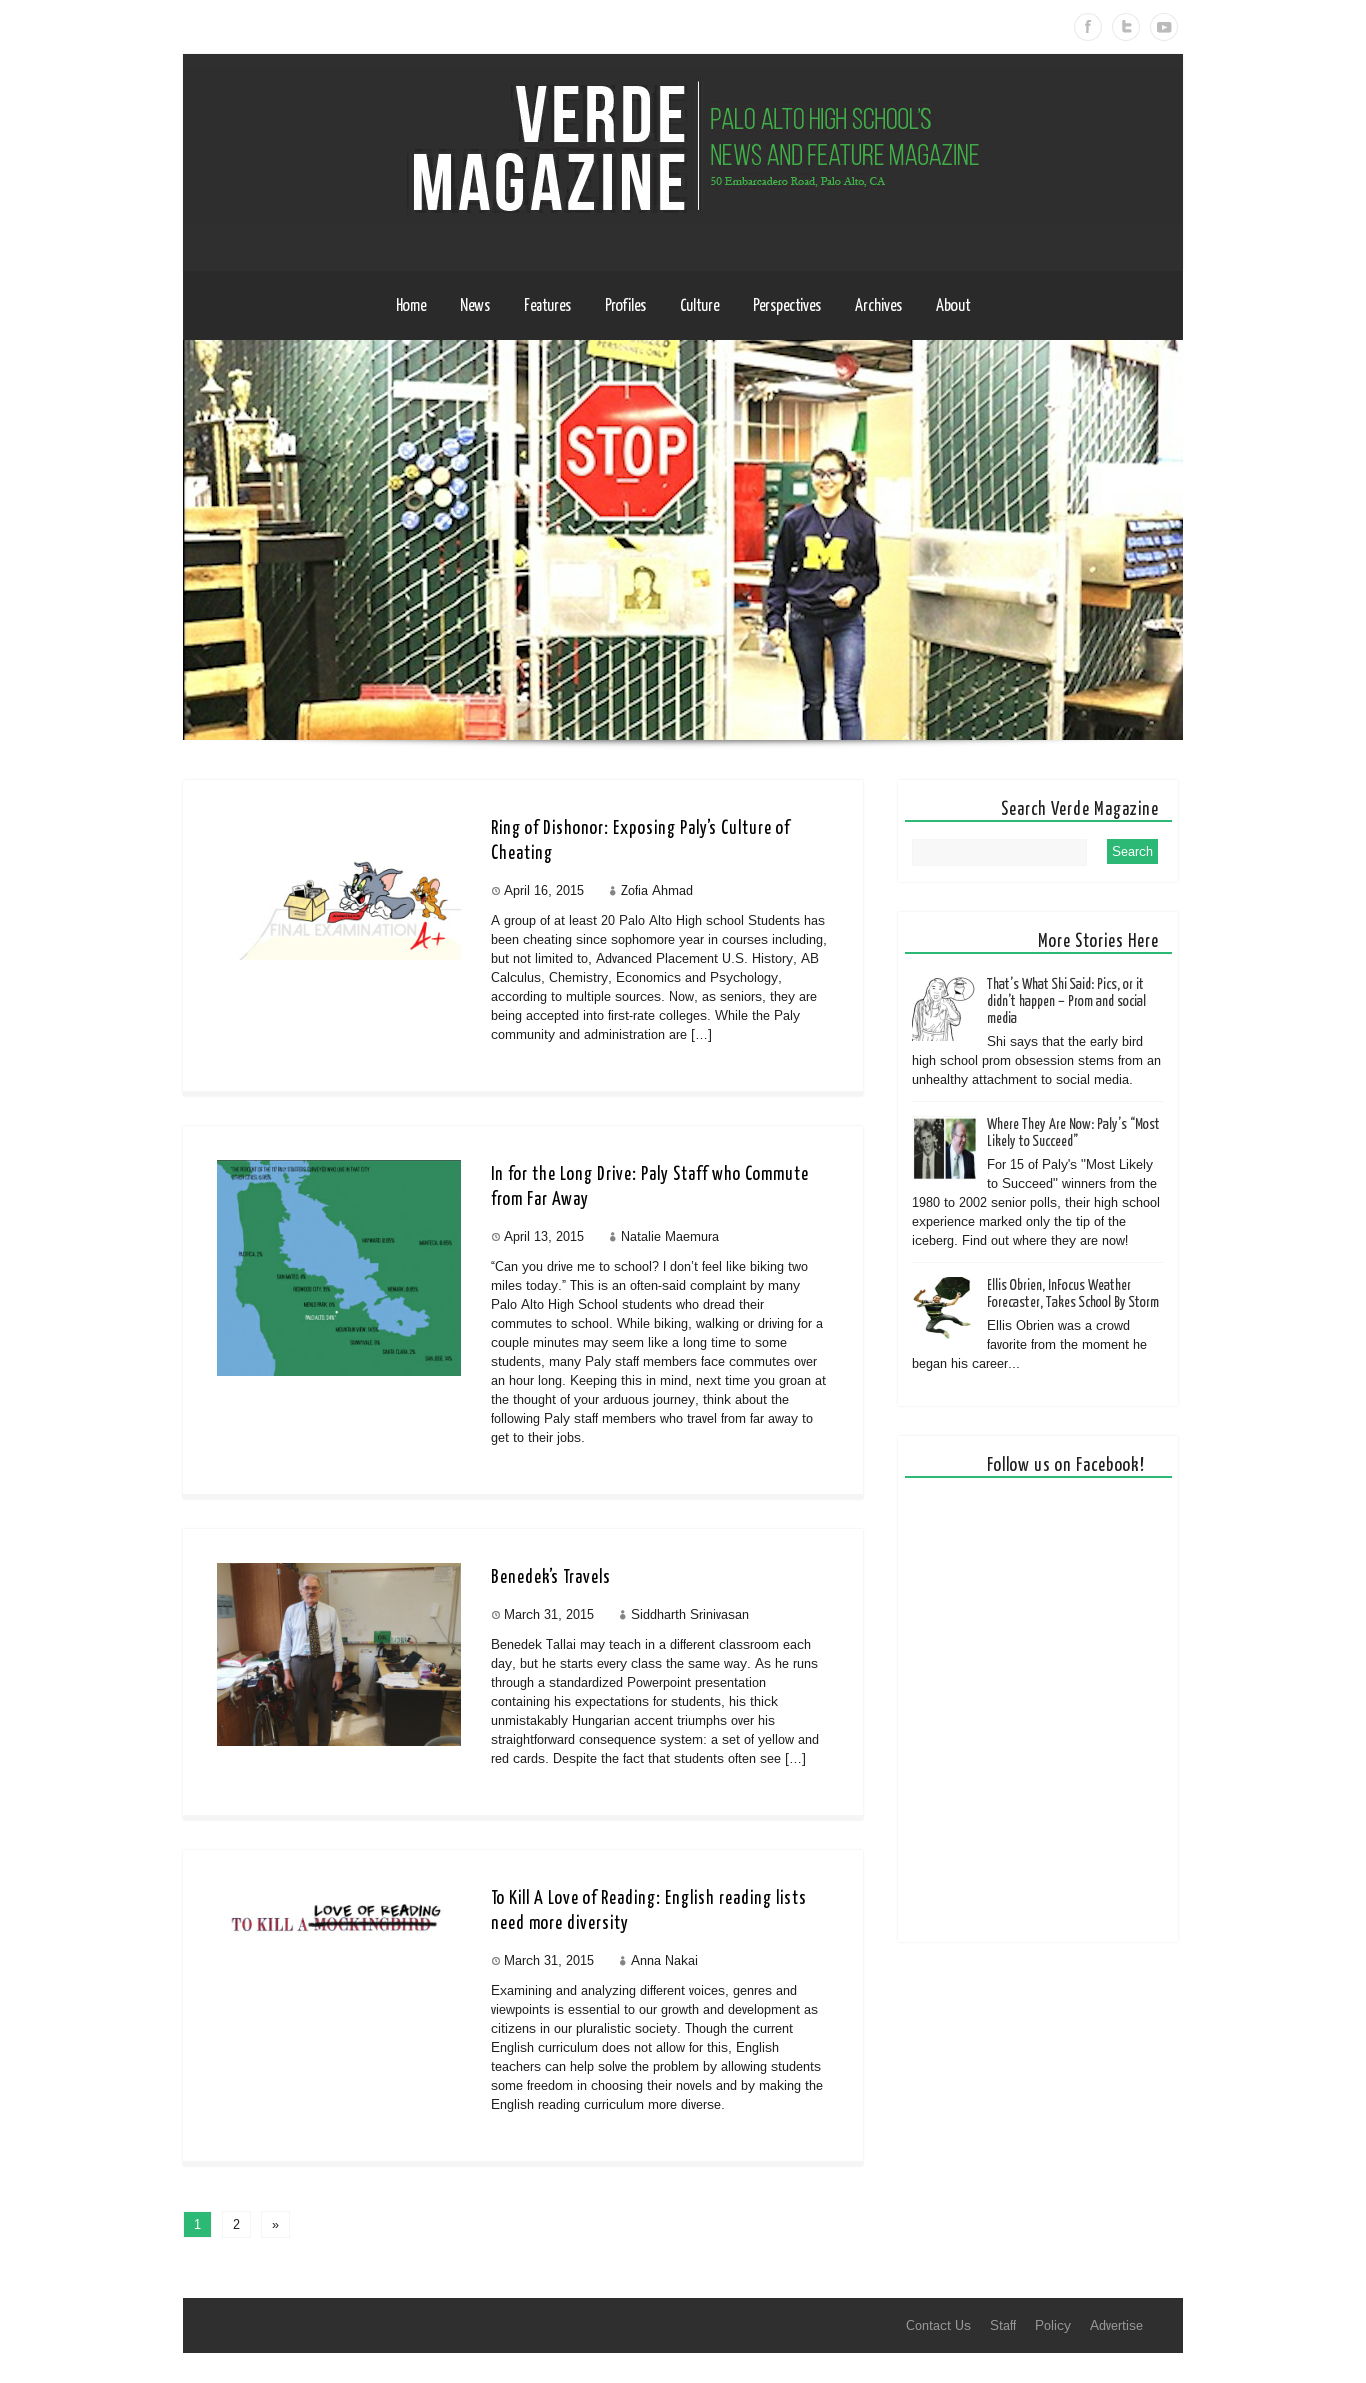 VERDE
MAGAZINE
PALO ALTO HIGH SCHOOL'S
NEWS AND FEATURE MAGAZINE
50 Embarcadero Road, Palo Alto, CA
Home News Features Profiles Culture Perspectives Archives About
PERSONNEL ONLY
STOP
M
Ring of Dishonor: Exposing Paly’s Culture of
Cheating
April 16, 2015 Zofia Ahmad
FINAL EXAMINATION A+
A group of at least 20 Palo Alto High school Students has
been cheating since sophomore year in courses including,
but not limited to, Advanced Placement U.S. History, AB
Calculus, Chemistry, Economics and Psychology,
according to multiple sources. Now, as seniors, they are
being accepted into first-rate colleges. While the Paly
community and administration are […]
In for the Long Drive: Paly Staff who Commute
from Far Away
April 13, 2015 Natalie Maemura
“Can you drive me to school? I don’t feel like biking two
miles today.” This is an often-said complaint by many
Palo Alto High School students who dread their
commutes to school. While biking, walking or driving for a
couple minutes may seem like a long time to some
students, many Paly staff members face commutes over
an hour long. Keeping this in mind, next time you groan at
the thought of your arduous journey, think about the
following Paly staff members who travel from far away to
get to their jobs.
Benedek’s Travels
March 31, 2015 Siddharth Srinivasan
Benedek Tallai may teach in a different classroom each
day, but he starts every class the same way. As he runs
through a standardized Powerpoint presentation
containing his expectations for students, his thick
unmistakably Hungarian accent triumphs over his
straightforward consequence system: a set of yellow and
red cards. Despite the fact that students often see […]
To Kill A Love of Reading: English reading lists
need more diversity
March 31, 2015 Anna Nakai
LOVE OF READING
TO KILL A MOCKINGBIRD
Examining and analyzing different voices, genres and
viewpoints is essential to our growth and development as
citizens in our pluralistic society. Though the current
English curriculum does not allow for this, English
teachers can help solve the problem by allowing students
some freedom in choosing their novels and by making the
English reading curriculum more diverse.
1 2 »
Search Verde Magazine
Search
More Stories Here
That’s What Shi Said: Pics, or it
didn’t happen – Prom and social
media
Shi says that the early bird
high school prom obsession stems from an
unhealthy attachment to social media.
Where They Are Now: Paly’s “Most
Likely to Succeed”
For 15 of Paly's "Most Likely
to Succeed" winners from the
1980 to 2002 senior polls, their high school
experience marked only the tip of the
iceberg. Find out where they are now!
Ellis Obrien, InFocus Weather
Forecaster, Takes School By Storm
Ellis Obrien was a crowd
favorite from the moment he
began his career...
Follow us on Facebook!
Contact Us Staff Policy Advertise